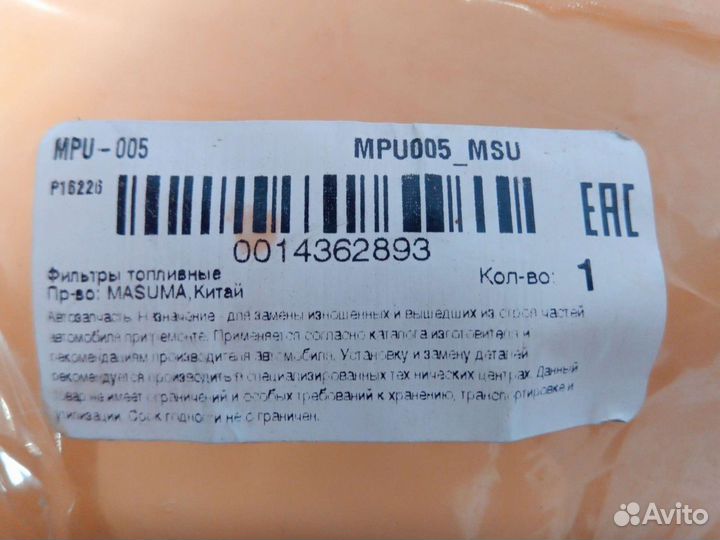 MPU-005
MPU005_MSU
P16226
EAC
0014362893
Фильтры топливные
Пр-во: MASUMA, Китай
Кол-во: 1
Автозапчасть. Назначение - для замены изношенных и вышедших из строя частей
автомобиля при ремонте. Применяется согласно каталога изготовителя и
рекомендациям производителя автомобиля. Установку и замену деталей
рекомендуется производить в специализированных технических центрах. Данный
товар не имеет ограничений и особых требований к хранению, транспортировке и
утилизации. Срок годности не ограничен.
Avito